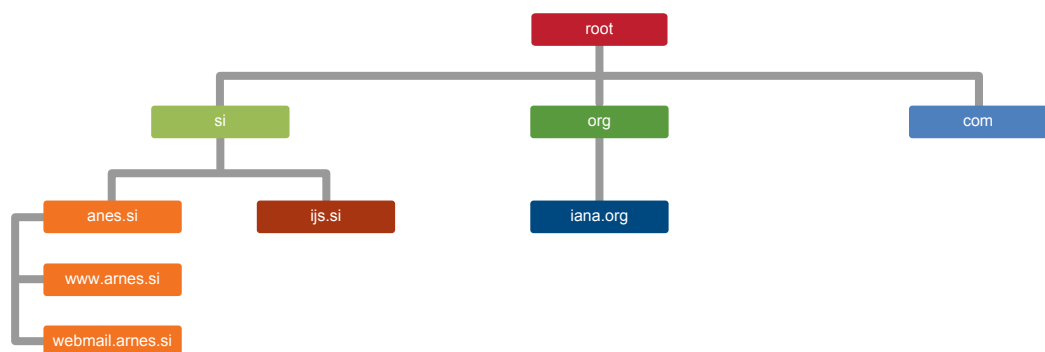 root
si
org
com
anes.si
ijs.si
iana.org
www.arnes.si
webmail.arnes.si